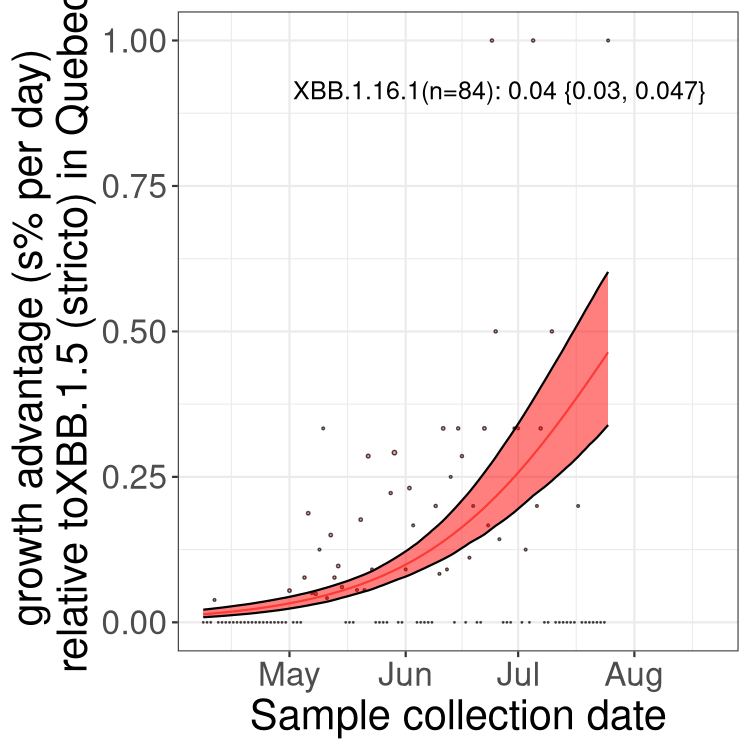 growth advantage (s% per day)
relative toXBB.1.5 (stricto) in Quebec
1.00
XBB.1.16.1(n=84): 0.04 {0.03, 0.047}
0.75
0.50
0.25
0.00
May Jun Jul Aug
Sample collection date